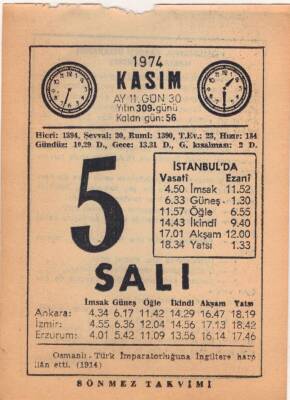 1974
KASIM
AY 11, GÜN 30
Yılın 309. günü
Kalan gün: 56
Hicri: 1394, Şevval: 20, Rumi: 1390, T.Ev.: 23, Hızır: 184
Gündüz: 10.29 D., Gece: 13.31 D., G. kısalması: 2 D.
5
SALI
İSTANBUL'DA
Vasatî Ezanî
4.50 İmsak 11.52
6.33 Güneş 1.30
11.57 Öğle 6.55
14.43 İkindi 9.40
17.01 Akşam 12.00
18.34 Yatsı 1.33
İmsak Güneş Öğle İkindi Akşam Yatsı
Ankara: 4.34 6.17 11.42 14.29 16.47 18.19
İzmir: 4.55 6.36 12.04 14.56 17.13 18.42
Erzurum: 4.01 5.42 11.09 13.56 16.14 17.46
Osmanlı - Türk İmparatorluğuna İngiltere harp
ilân etti. (1914)
SÖNMEZ TAKVİMİ